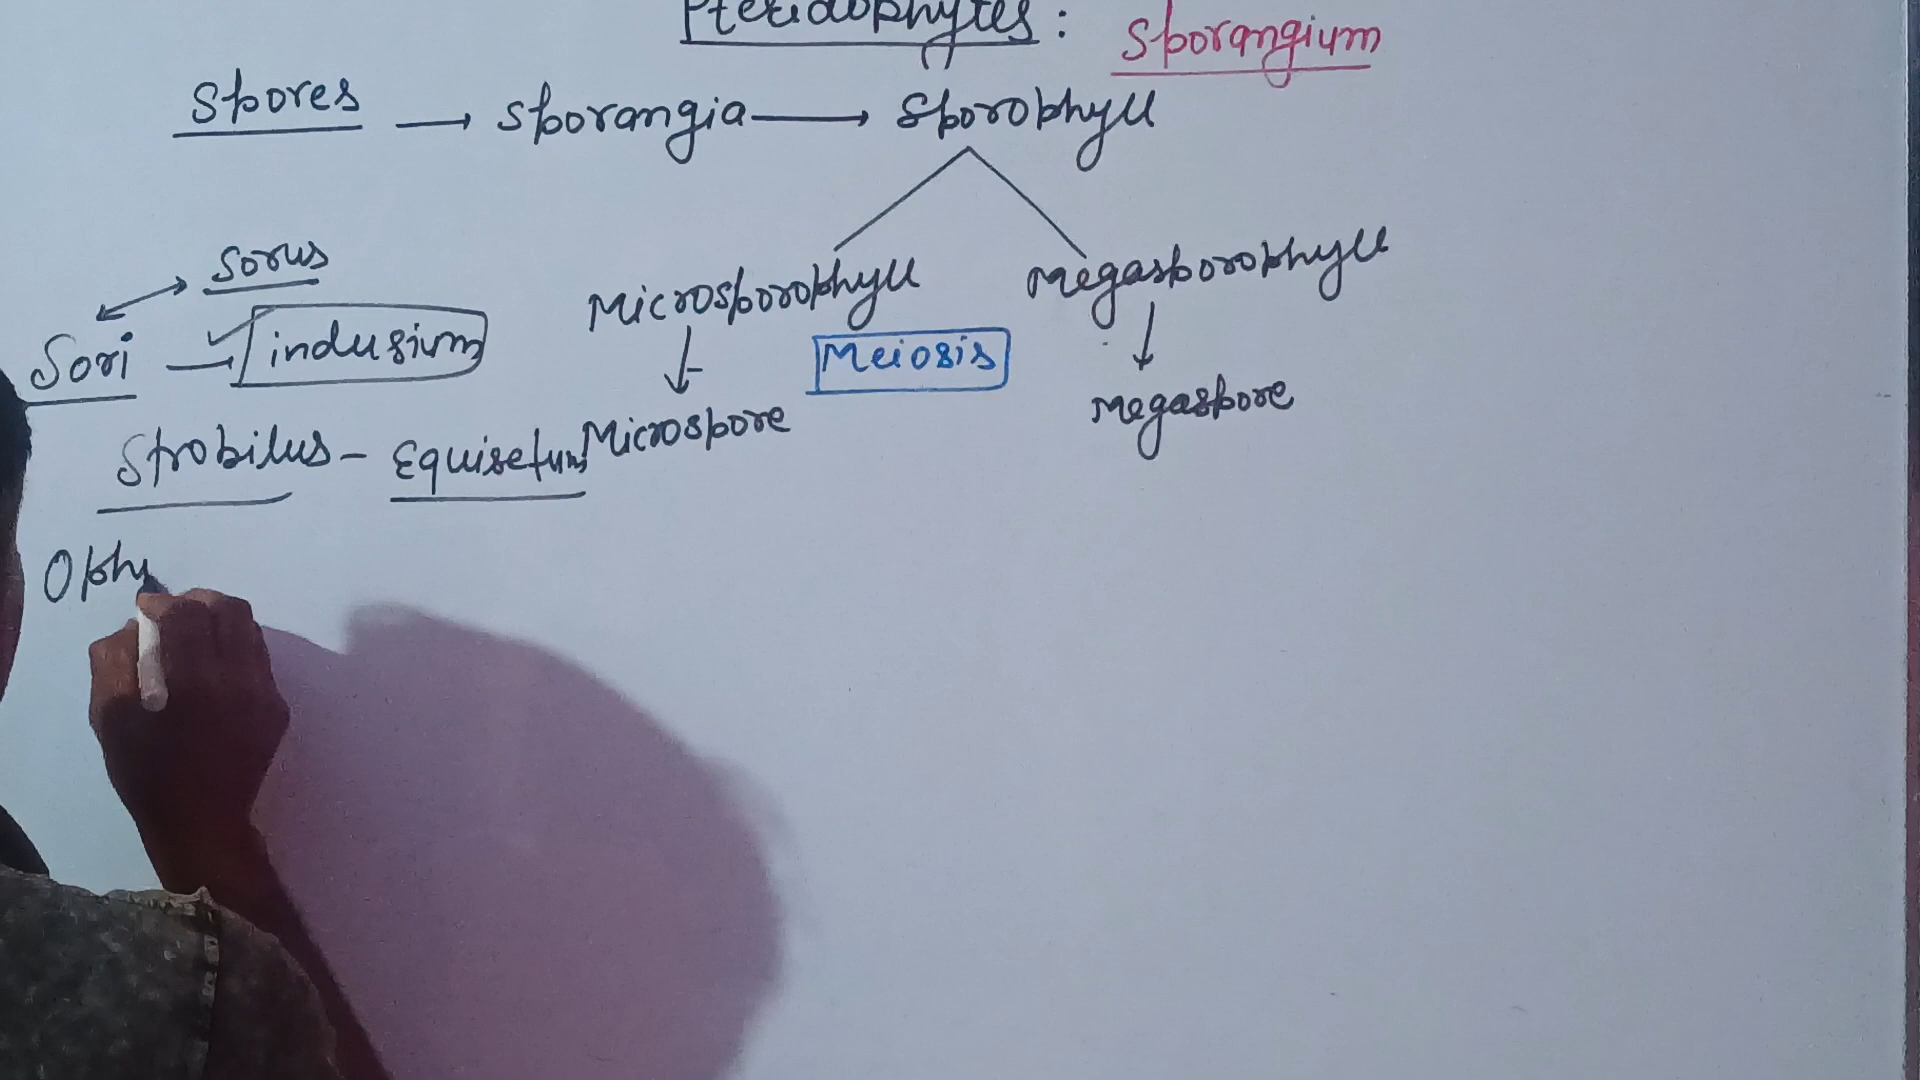 Pteridophytes :
Sporangium
Spores → sporangia → Sporophyll
Sorus
Microsporophyll Megasporophyll
Sori → indusium
Meiosis
Microspore Megaspore
Strobilus - Equisetum
Ophy